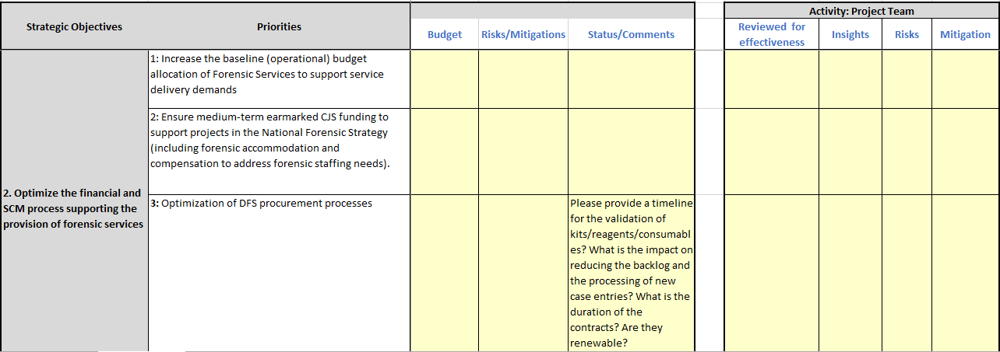 Activity: Project Team
Strategic Objectives
Priorities
Budget
Risks/Mitigations
Status/Comments
Reviewed for
effectiveness
Insights
Risks
Mitigation
2. Optimize the financial and
SCM process supporting the
provision of forensic services
1: Increase the baseline (operational) budget
allocation of Forensic Services to support service
delivery demands
2: Ensure medium-term earmarked CJS funding to
support projects in the National Forensic Strategy
(including forensic accommodation and
compensation to address forensic staffing needs).
3: Optimization of DFS procurement processes
Please provide a timeline
for the validation of
kits/reagents/consumabl
es? What is the impact on
reducing the backlog and
the processing of new
case entries? What is the
duration of the
contracts? Are they
renewable?